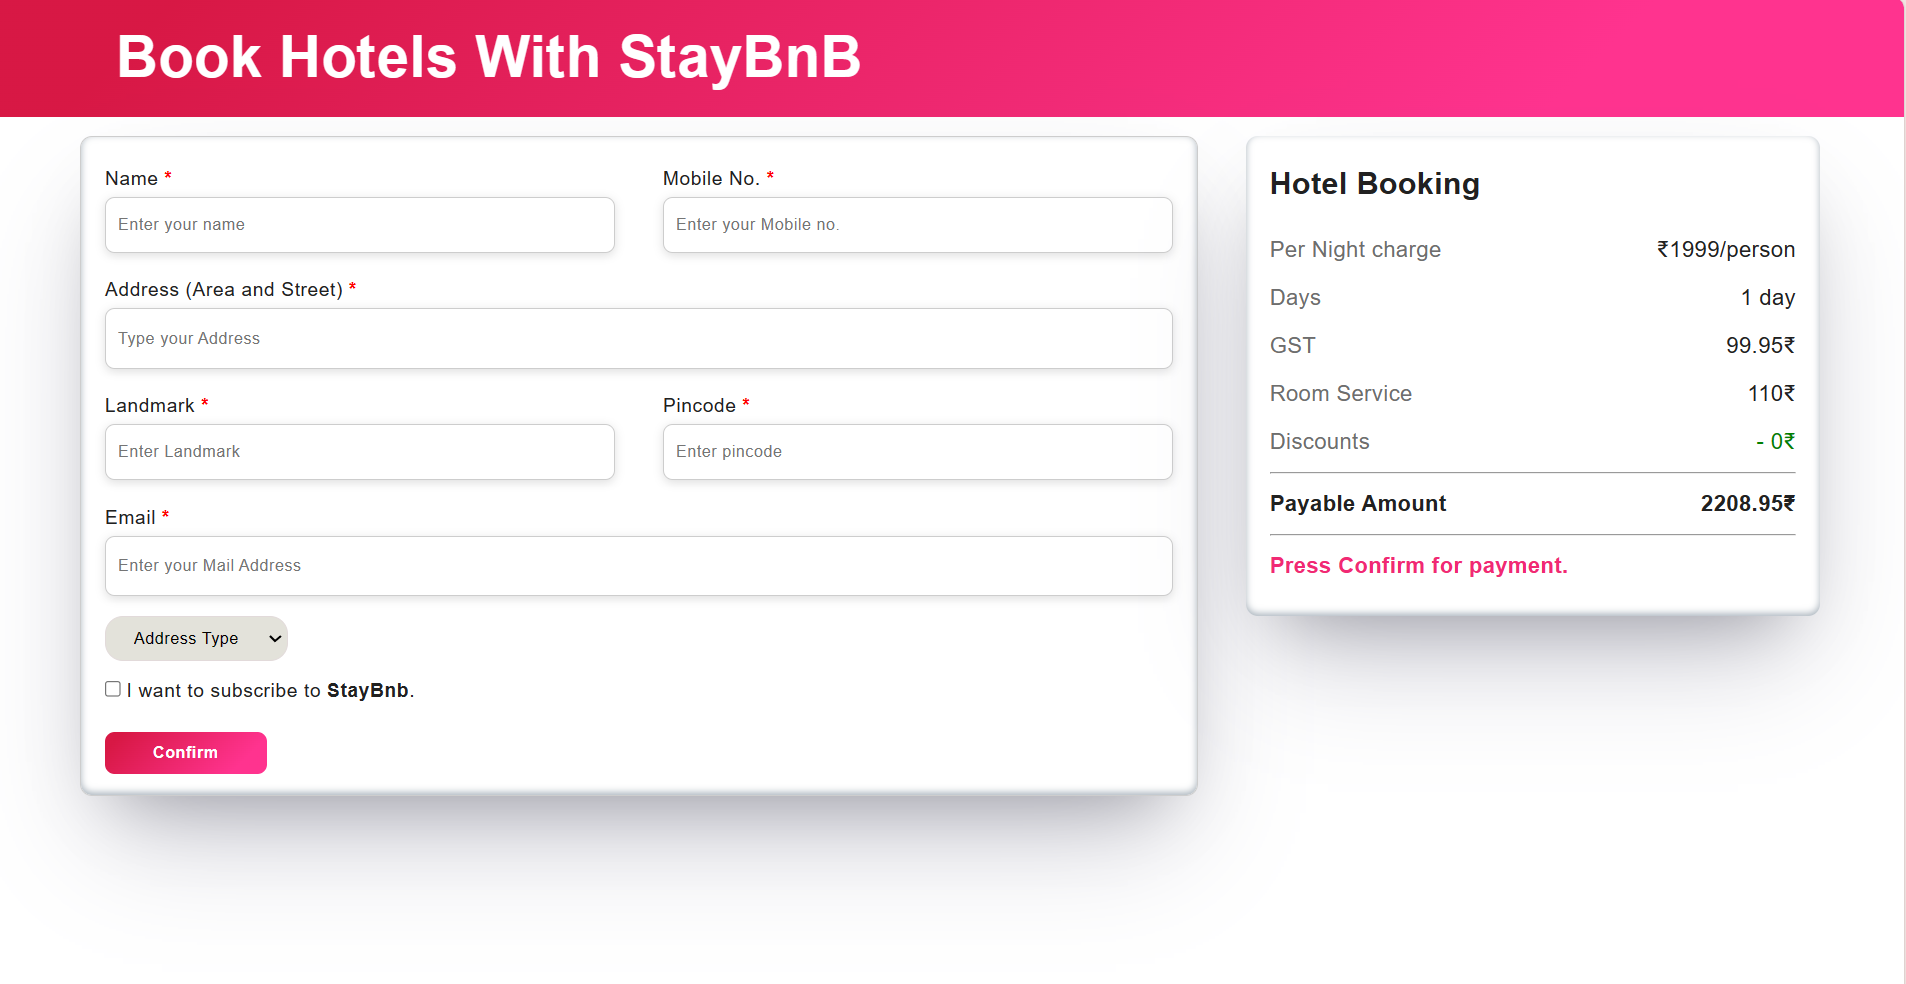 Book Hotels With StayBnB
Name *
Mobile No. *
Enter your name
Enter your Mobile no.
Address (Area and Street) *
Type your Address
Landmark *
Pincode *
Enter Landmark
Enter pincode
Email *
Enter your Mail Address
Address Type
I want to subscribe to StayBnb.
Confirm
Hotel Booking
Per Night charge ₹1999/person
Days 1 day
GST 99.95₹
Room Service 110₹
Discounts - 0₹
Payable Amount 2208.95₹
Press Confirm for payment.